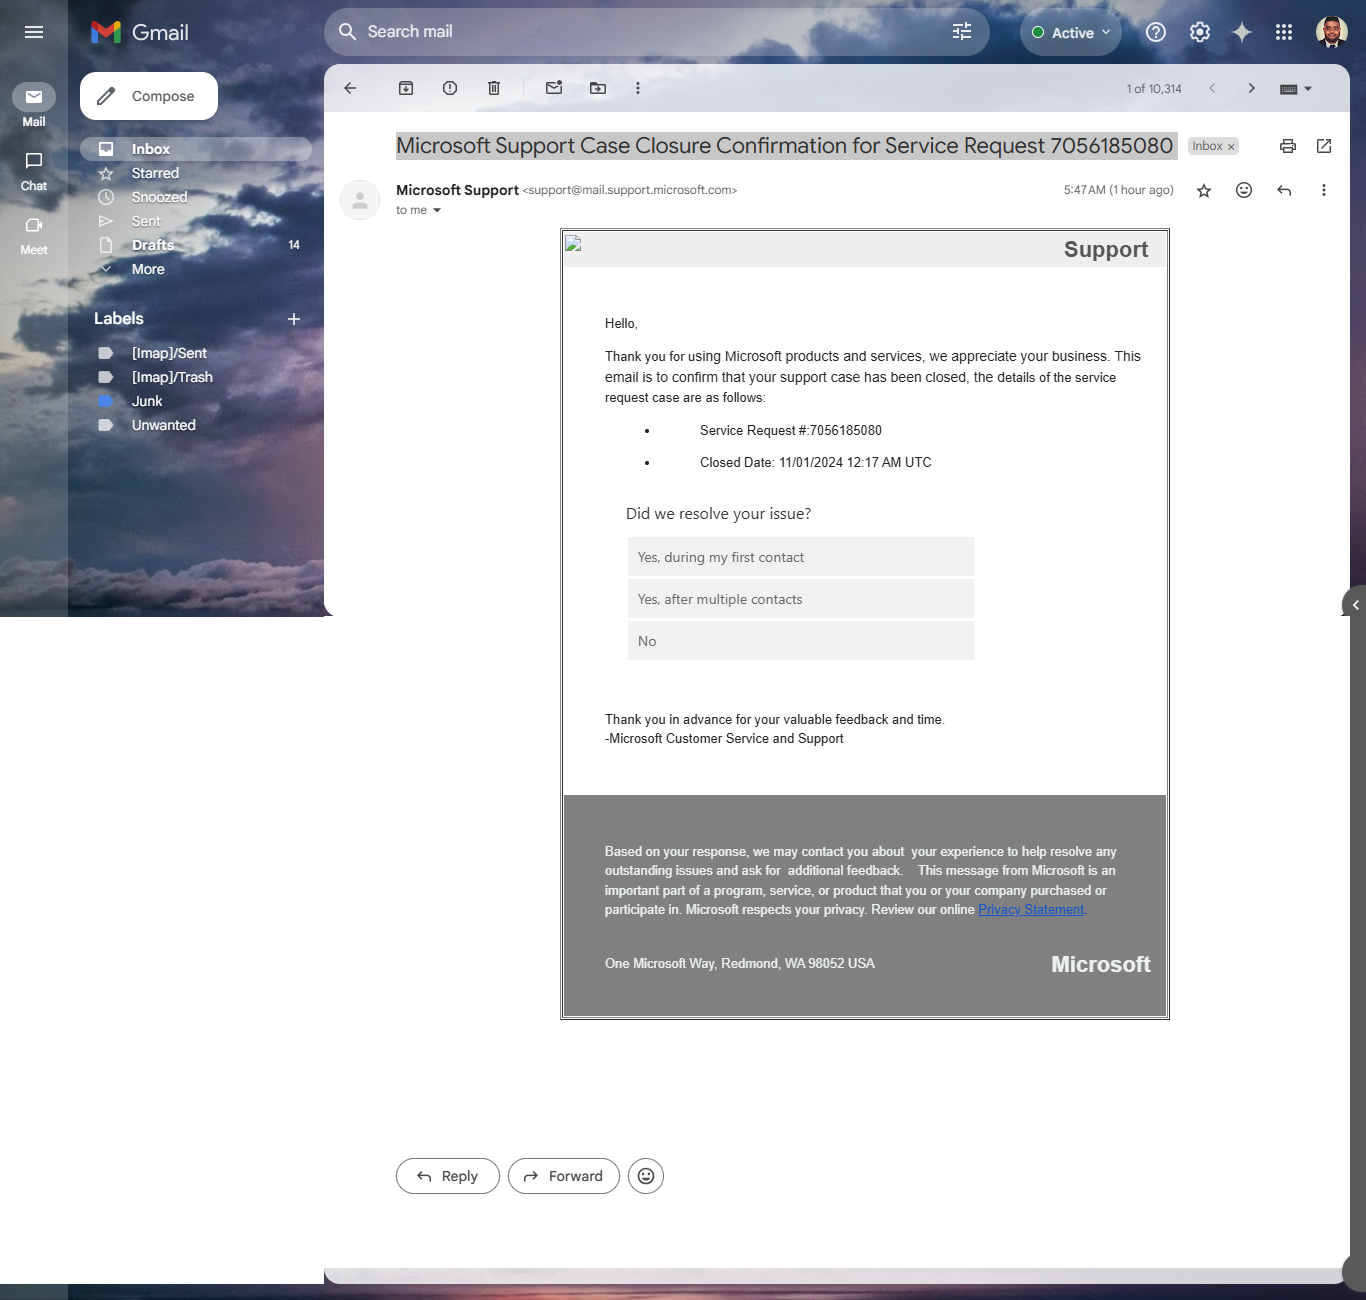 Gmail
Search mail
Active
Compose
1 of 10,314
Mail
Chat
Meet
Inbox
Starred
Snoozed
Sent
Drafts 14
More
Labels
[Imap]/Sent
[Imap]/Trash
Junk
Unwanted
Microsoft Support Case Closure Confirmation for Service Request 7056185080
Inbox x
Microsoft Support <support@mail.support.microsoft.com>
5:47 AM (1 hour ago)
to me
Support
Hello,
Thank you for using Microsoft products and services, we appreciate your business. This
email is to confirm that your support case has been closed, the details of the service
request case are as follows:
• Service Request #:7056185080
• Closed Date: 11/01/2024 12:17 AM UTC
Did we resolve your issue?
Yes, during my first contact
Yes, after multiple contacts
No
Thank you in advance for your valuable feedback and time.
-Microsoft Customer Service and Support
Based on your response, we may contact you about  your experience to help resolve any
outstanding issues and ask for  additional feedback.    This message from Microsoft is an
important part of a program, service, or product that you or your company purchased or
participate in. Microsoft respects your privacy. Review our online Privacy Statement.
One Microsoft Way, Redmond, WA 98052 USA
Microsoft
Reply
Forward